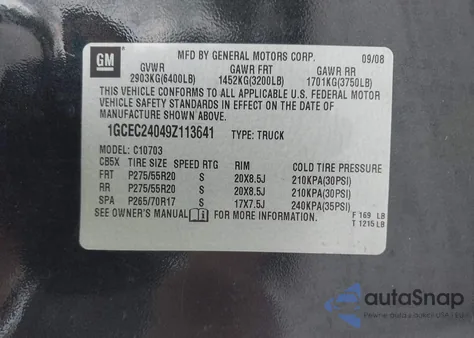 GM
MFD BY GENERAL MOTORS CORP. 09/08
GVWR GAWR FRT GAWR RR
2903KG(6400LB) 1452KG(3200LB) 1701KG(3750LB)
THIS VEHICLE CONFORMS TO ALL APPLICABLE U.S. FEDERAL MOTOR
VEHICLE SAFETY STANDARDS IN EFFECT ON THE DATE OF
MANUFACTURE SHOWN ABOVE.
1GCEC24049Z113641 TYPE: TRUCK
MODEL: C10703
CB5X TIRE SIZE SPEED RTG RIM COLD TIRE PRESSURE
FRT P275/55R20 S 20X8.5J 210KPA(30PSI)
RR P275/55R20 S 20X8.5J 210KPA(30PSI)
SPA P265/70R17 S 17X7.5J 240KPA(35PSI)
SEE OWNER'S MANUAL FOR MORE INFORMATION.
F 169 LB
T 1215 LB
autoSnap